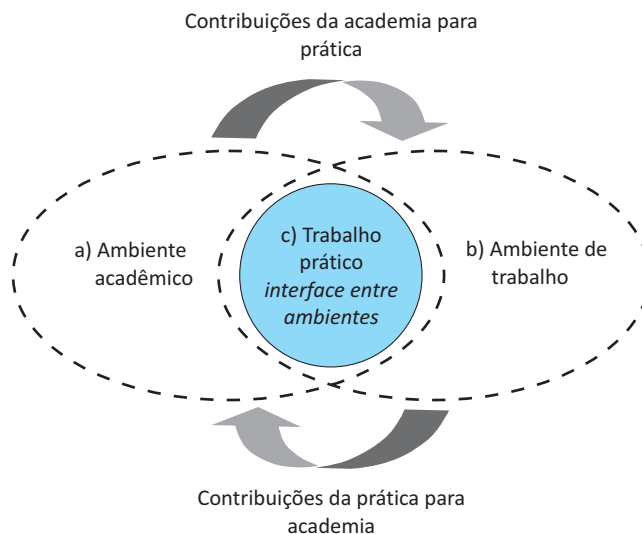 Contribuições da academia para
prática
a) Ambiente
acadêmico
c) Trabalho
prático
interface entre
ambientes
b) Ambiente de
trabalho
Contribuições da prática para
academia